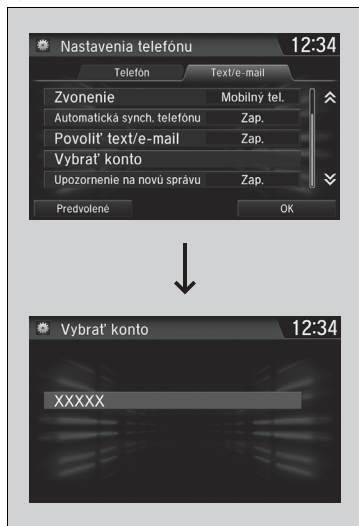 Nastavenia telefónu 12:34
Telefón Text/e-mail
Zvonenie Mobilný tel.
Automatická synch. telefónu Zap.
Povoliť text/e-mail Zap.
Vybrať konto
Upozornenie na novú správu Zap.
Predvolené OK
Vybrať konto 12:34
XXXXX